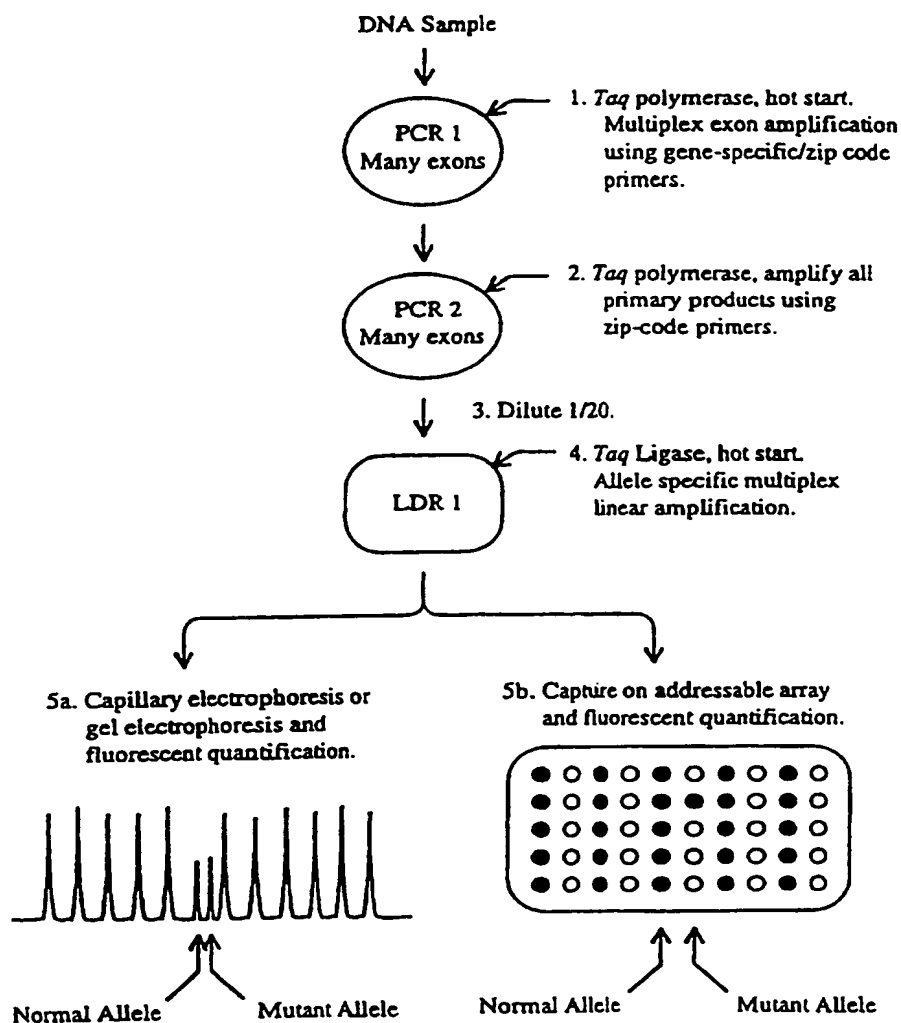 DNA Sample
PCR 1
Many exons
1. Taq polymerase, hot start.
Multiplex exon amplification
using gene-specific/zip code
primers.
PCR 2
Many exons
2. Taq polymerase, amplify all
primary products using
zip-code primers.
3. Dilute 1/20.
LDR 1
4. Taq Ligase, hot start.
Allele specific multiplex
linear amplification.
5a. Capillary electrophoresis or
gel electrophoresis and
fluorescent quantification.
5b. Capture on addressable array
and fluorescent quantification.
Normal Allele
Mutant Allele
Normal Allele
Mutant Allele